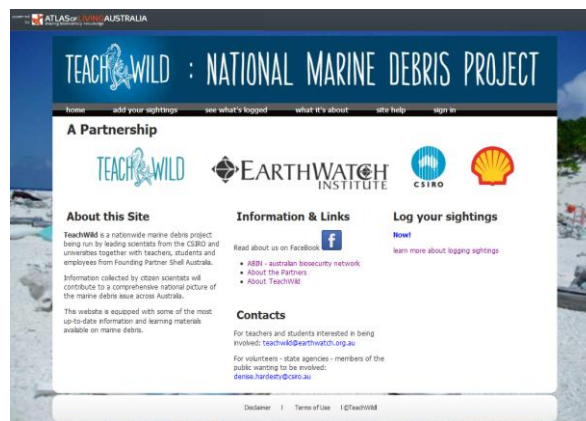 ATLAS OF LIVING AUSTRALIA
sharing biodiversity knowledge
TEACH WILD : NATIONAL MARINE DEBRIS PROJECT
home add your sightings see what's logged what it's about site help sign in
A Partnership
TEACH WILD
EARTHWATCH
INSTITUTE
CSIRO
About this Site
TeachWild is a nationwide marine debris project
being run by leading scientists from the CSIRO and
universities together with teachers, students and
employees from Founding Partner Shell Australia.
Information collected by citizen scientists will
contribute to a comprehensive national picture of
the marine debris issue across Australia.
This website is equipped with some of the most
up-to-date information and learning materials
available on marine debris.
Information & Links
Read about us on FaceBook f
ABIN - australian biosecurity network
About the Partners
About TeachWild
Contacts
For teachers and students interested in being
involved: teachwild@earthwatch.org.au
For volunteers - state agencies - members of the
public wanting to be involved:
denise.hardesty@csiro.au
Log your sightings
Now!
learn more about logging sightings
Disclaimer | Terms of Use | ©TeachWild